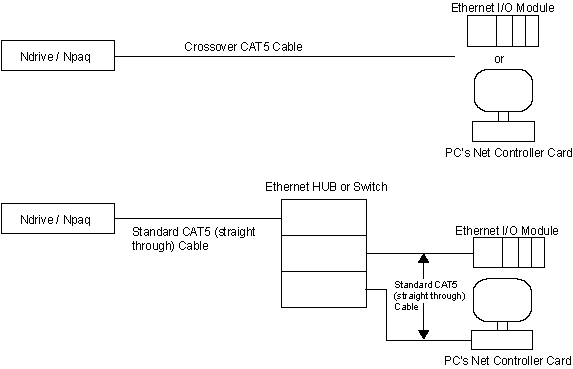 Ethernet I/O Module
Crossover CAT5 Cable
Ndrive / Npaq
or
PC's Net Controller Card
Ethernet HUB or Switch
Ndrive / Npaq
Standard CAT5 (straight
through) Cable
Ethernet I/O Module
Standard CAT5
(straight through)
Cable
PC's Net Controller Card